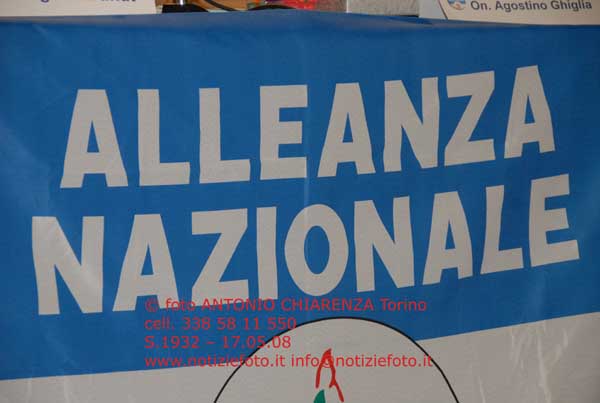 On. Agostino Ghiglia
ALLEANZA
NAZIONALE
© foto ANTONIO CHIARENZA Torino
cell. 338 58 11 550
S.1932 – 17.05.08
www.notiziefoto.it info@notiziefoto.it